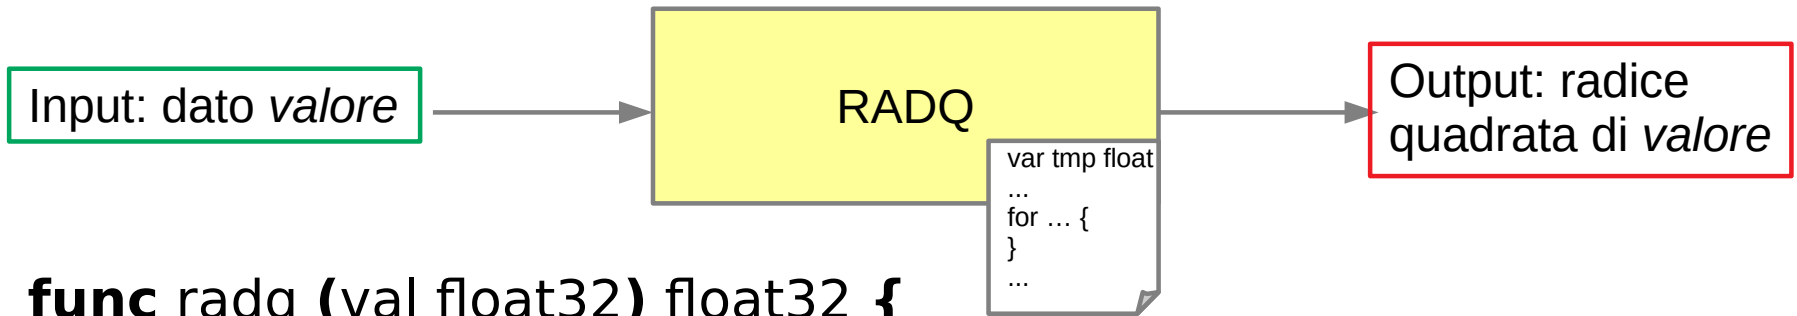 Input: dato valore
RADQ
Output: radice
quadrata di valore
var tmp float
...
for ... {
}
...
func radq (val float32) float32 {